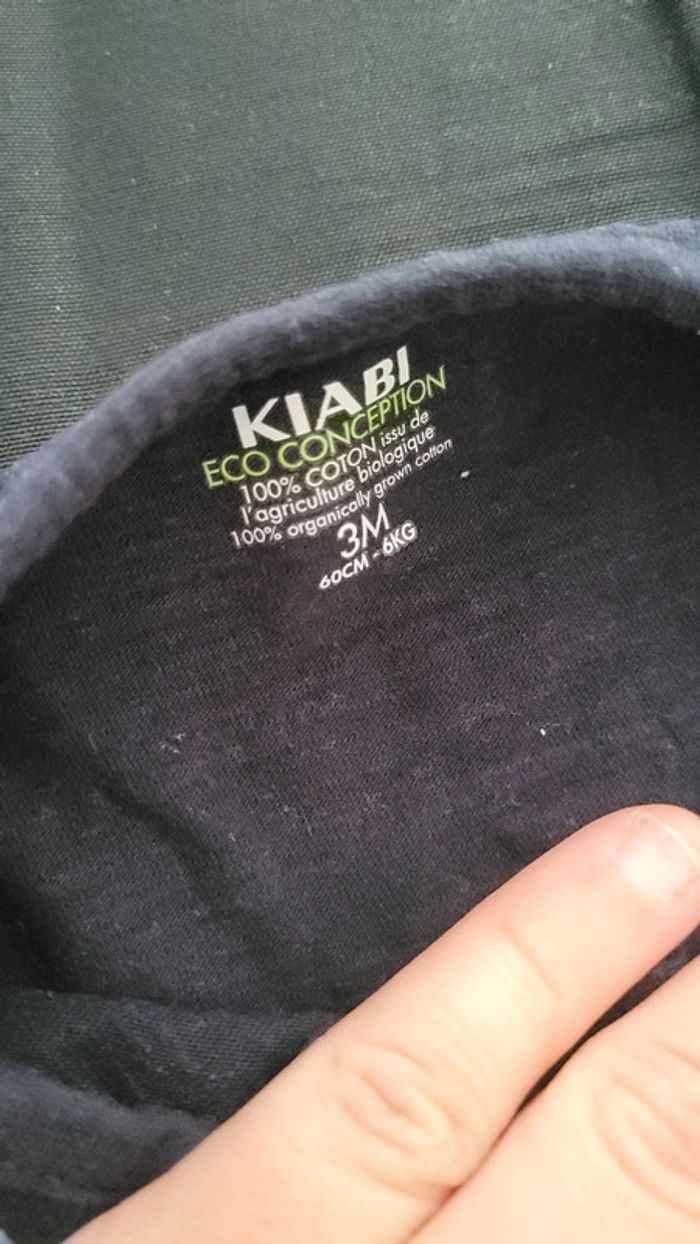 KIABI
ECO CONCEPTION
100% COTON issu de
l'agriculture biologique
100% organically grown cotton
3M
60CM - 6KG